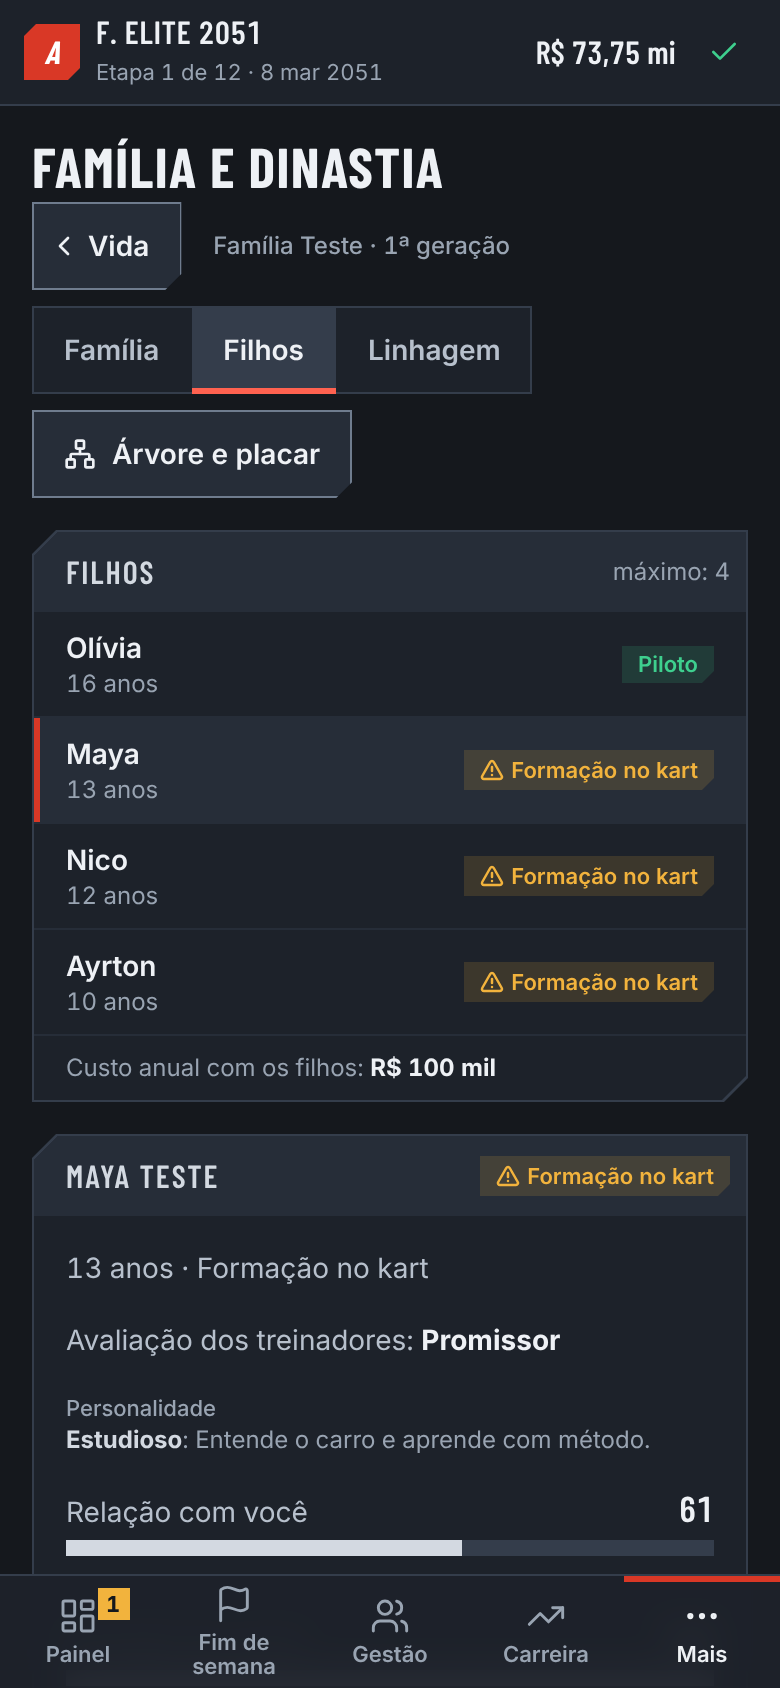 A
F. ELITE 2051
Etapa 1 de 12 · 8 mar 2051
R$ 73,75 mi
FAMÍLIA E DINASTIA
Vida
Família Teste · 1ª geração
Família
Filhos
Linhagem
Árvore e placar
FILHOS
máximo: 4
Olívia
16 anos
Piloto
Maya
13 anos
Formação no kart
Nico
12 anos
Formação no kart
Ayrton
10 anos
Formação no kart
Custo anual com os filhos: R$ 100 mil
MAYA TESTE
Formação no kart
13 anos · Formação no kart
Avaliação dos treinadores: Promissor
Personalidade
Estudioso: Entende o carro e aprende com método.
Relação com você
61
1
Painel
Fim de
semana
Gestão
Carreira
Mais